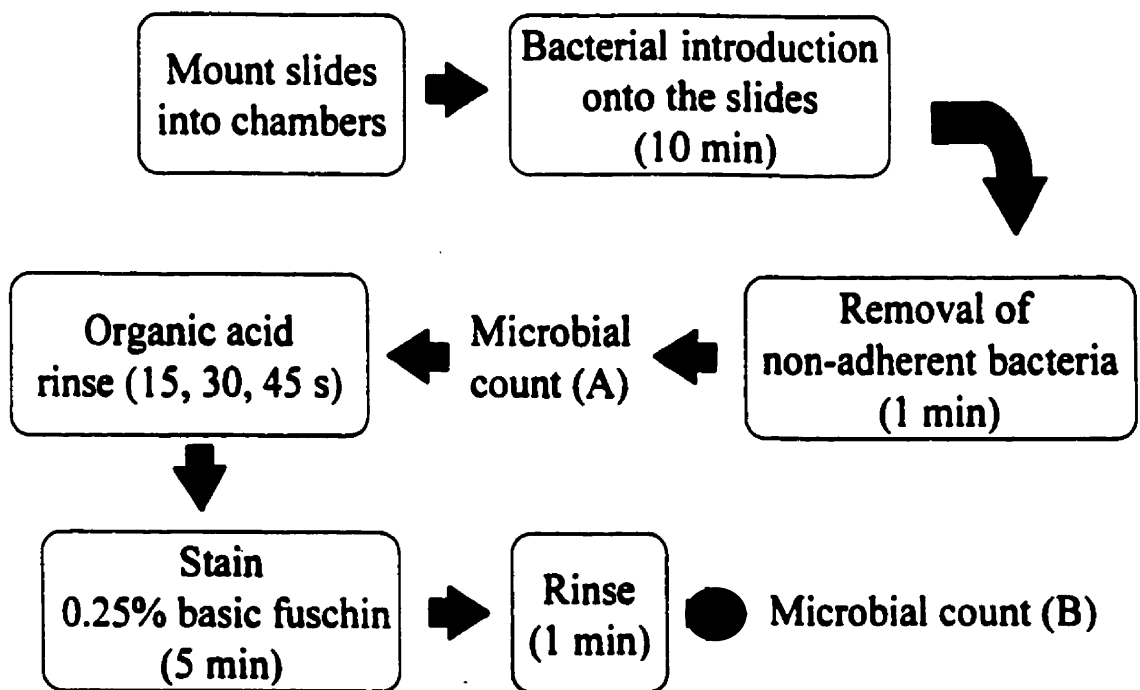 Mount slides
into chambers
Bacterial introduction
onto the slides
(10 min)
Removal of
non-adherent bacteria
(1 min)
Microbial
count (A)
Organic acid
rinse (15, 30, 45 s)
Stain
0.25% basic fuschin
(5 min)
Rinse
(1 min)
Microbial count (B)